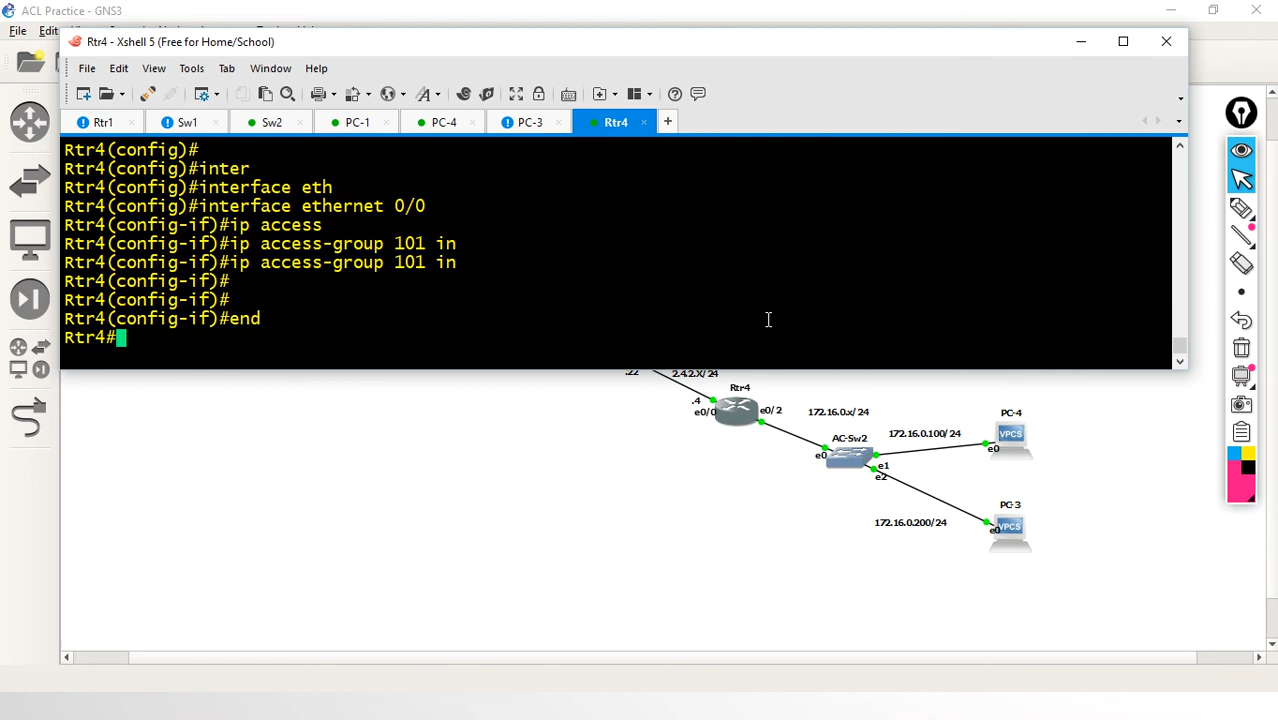 ACL Practice - GNS3
File Edit
Rtr4 - Xshell 5 (Free for Home/School)
File Edit View Tools Tab Window Help
Rtr1 Sw1 Sw2 PC-1 PC-4 PC-3 Rtr4
Rtr4(config)#
Rtr4(config)#inter
Rtr4(config)#interface eth
Rtr4(config)#interface ethernet 0/0
Rtr4(config-if)#ip access
Rtr4(config-if)#ip access-group 101 in
Rtr4(config-if)#ip access-group 101 in
Rtr4(config-if)#
Rtr4(config-if)#
Rtr4(config-if)#end
Rtr4#
.22 2.4.2.X/24
Rtr4
.4
e0/0 e0/2 172.16.0.x/24
PC-4
AC-Sw2 172.16.0.100/24
VPCS
e0 e1 e0
e2
PC-3
172.16.0.200/24
e0 VPCS